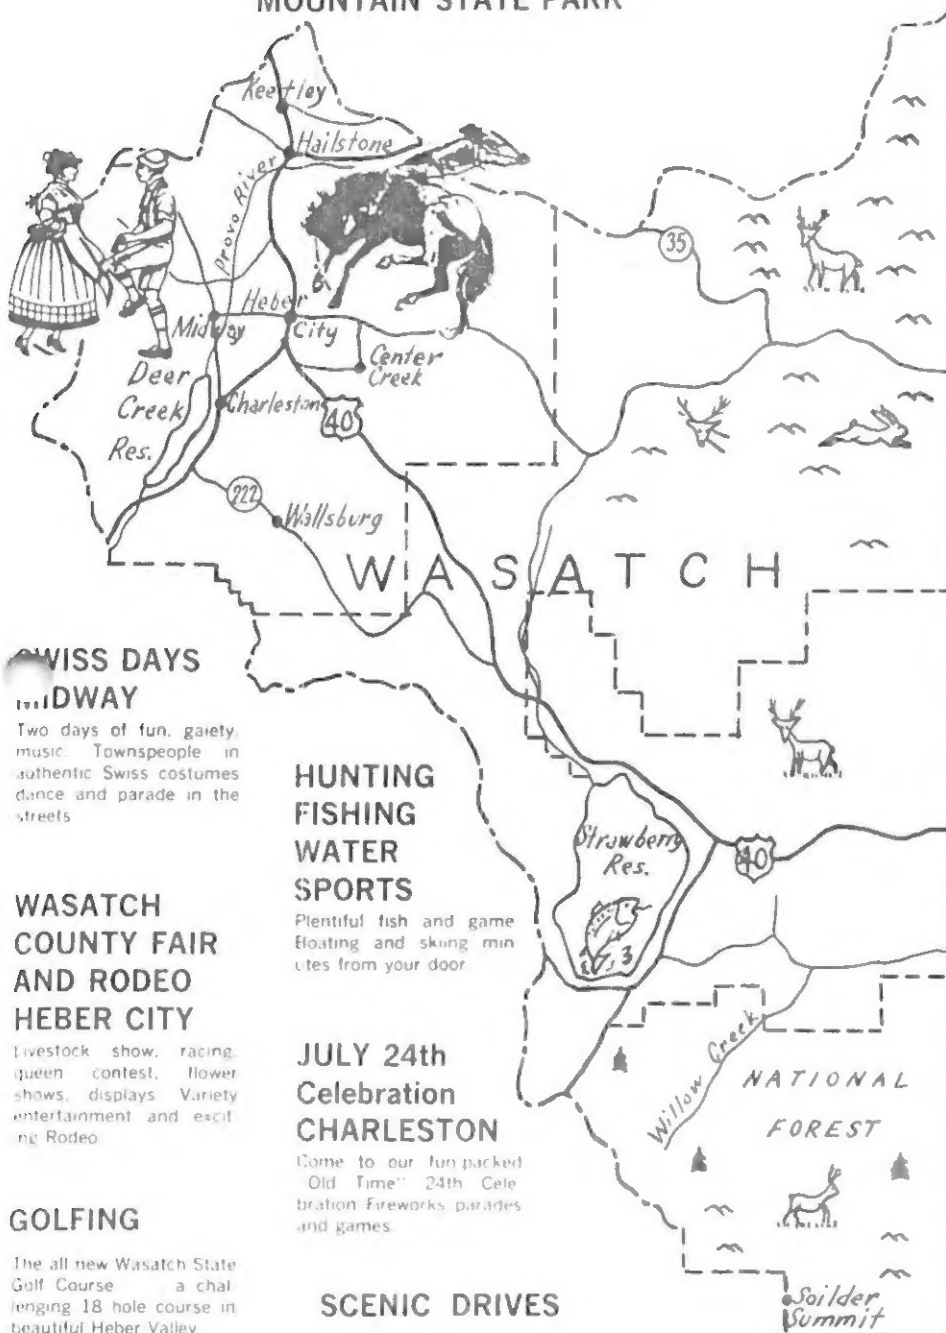 MOUNTAIN STATE PARK
Keetley
Hailstone
Provo River
35
Heber
City
Midway
Center
Creek
Deer
Creek
Res.
Charleston
40
222
Wallsburg
WASATCH
SWISS DAYS
MIDWAY
Two days of fun, gaiety,
music. Townspeople in
authentic Swiss costumes
dance and parade in the
streets
WASATCH
COUNTY FAIR
AND RODEO
HEBER CITY
Livestock show, racing,
queen contest, flower
shows, displays Variety
entertainment and excit
ing Rodeo
GOLFING
The all new Wasatch State
Golf Course a chal
lenging 18 hole course in
beautiful Heber Valley
HUNTING
FISHING
WATER
SPORTS
Plentiful fish and game
Boating and skiing min
utes from your door
JULY 24th
Celebration
CHARLESTON
Come to our fun-packed
"Old Time" 24th Cele
bration Fireworks parades
and games.
SCENIC DRIVES
Strawberry
Res.
40
Willow Creek
NATIONAL
FOREST
Soilder
Summit